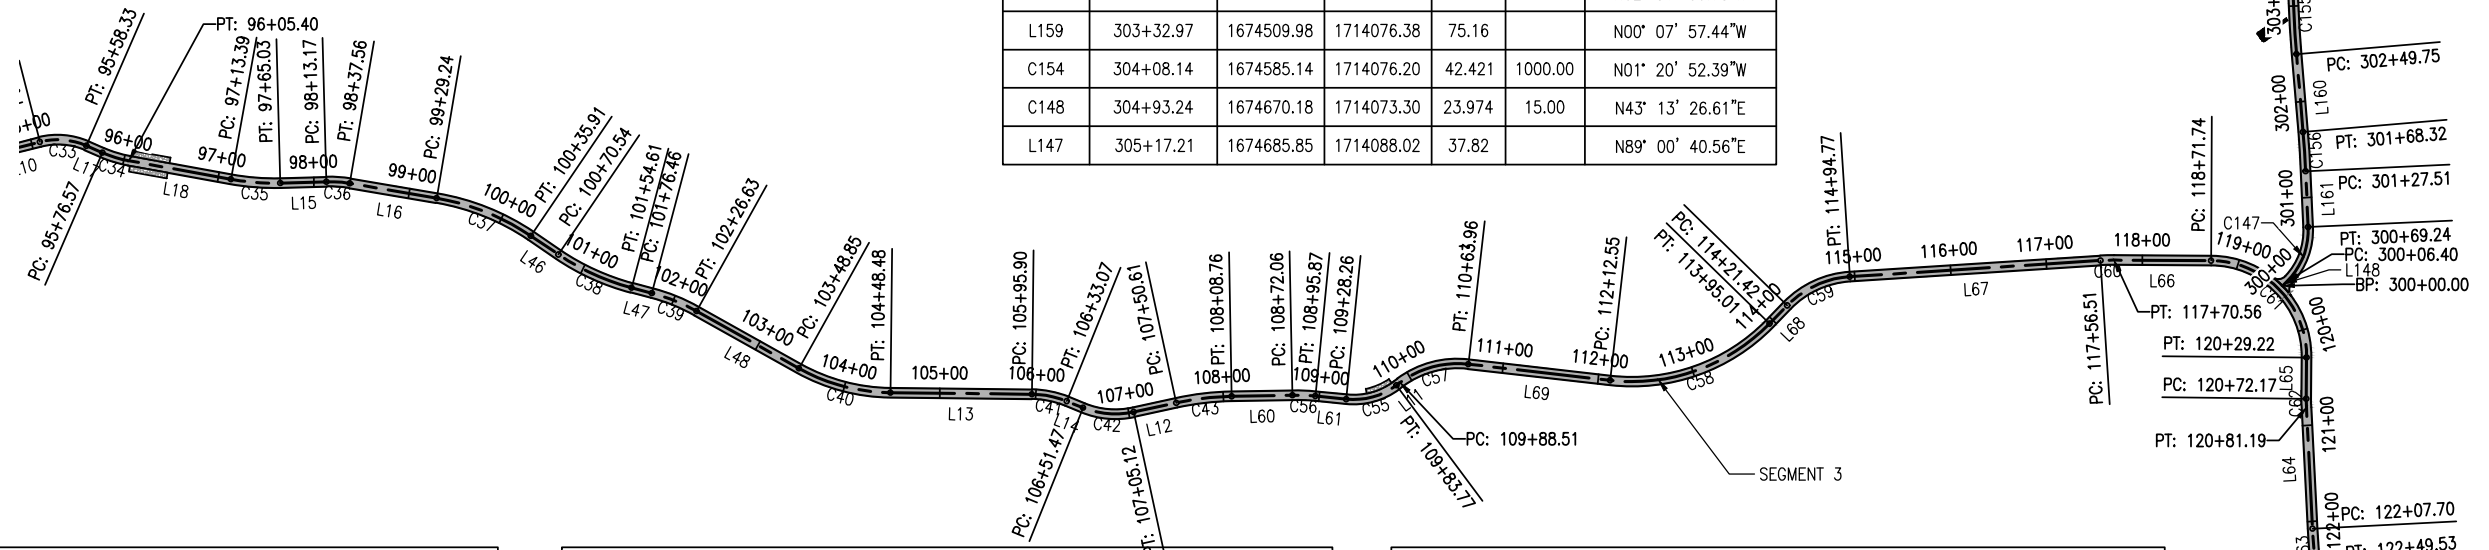 L159 303+32.97 1674509.98 1714076.38 75.16 N00° 07' 57.44"W
C154 304+08.14 1674585.14 1714076.20 42.421 1000.00 N01° 20' 52.39"W
C148 304+93.24 1674670.18 1714073.30 23.974 15.00 N43° 13' 26.61"E
L147 305+17.21 1674685.85 1714088.02 37.82 N89° 00' 40.56"E
PT: 95+58.33
PT: 96+05.40
PC: 97+13.39
PT: 97+65.03
PC: 98+13.17
PT: 98+37.56
PC: 99+29.24
PT: 100+35.91
PC: 100+70.54
PT: 101+54.61
PC: 101+76.46
PT: 102+26.63
PC: 103+48.85
PT: 104+48.48
PC: 105+95.90
PT: 106+33.07
PC: 107+50.61
PT: 108+08.76
PC: 108+72.06
PT: 108+95.87
PC: 109+28.26
PT: 110+63.96
PC: 112+12.55
PC: 114+21.42
PT: 113+95.01
PT: 114+94.77
PC: 118+71.74
PC: 95+76.57
PC: 106+51.47
PT: 107+05.12
PT: 109+83.77
PC: 109+88.51
PC: 117+56.51
PT: 117+70.56
96+00
97+00
98+00
99+00
100+00
101+00
102+00
103+00
104+00
105+00
106+00
107+00
108+00
109+00
110+00
111+00
112+00
113+00
114+00
115+00
116+00
117+00
118+00
119+00
120+00
121+00
122+00
C33
L17
C34
L18
C35
L15
C36
L16
C37
L46
C38
L47
C39
L48
C40
L13
C41
L14
C42
L12
C43
L60
C56
L61
C55
L11
C57
L69
C58
L68
C59
L67
C60
L66
C61
SEGMENT 3
C155
PC: 302+49.75
302+00
L160
PT: 301+68.32
C156
PC: 301+27.51
301+00
L161
C147
PT: 300+69.24
PC: 300+06.40
L148
BP: 300+00.00
300+00
PT: 120+29.22
L65
PC: 120+72.17
C62
PT: 120+81.19
L64
PC: 122+07.70
PT: 122+49.53